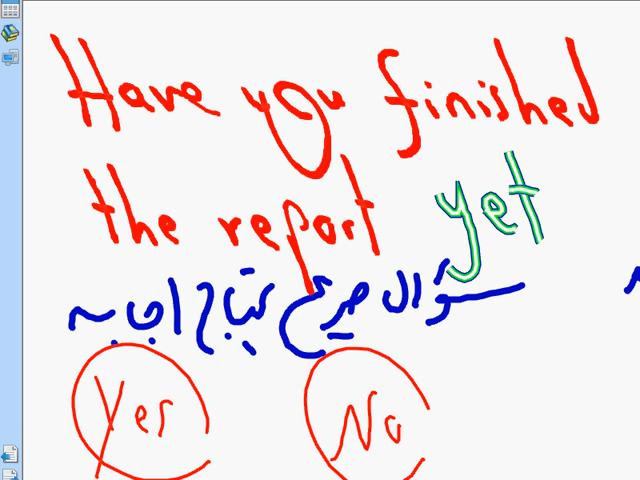 Have you finished
the report yet
سؤال صريح يحتاج اجابه
Yes No